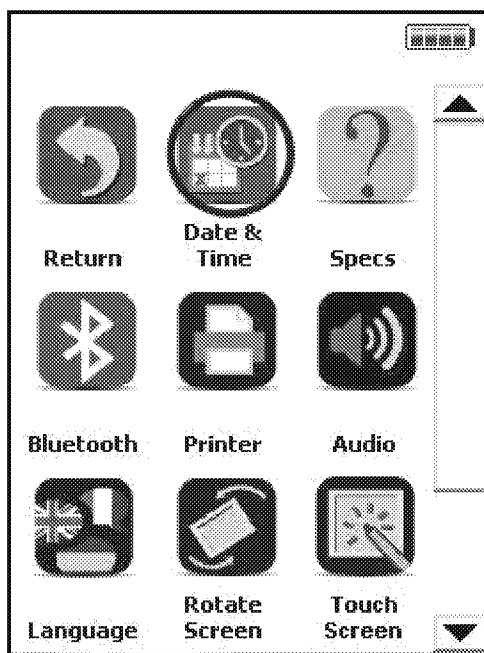 Date &
Return Time Specs
Bluetooth Printer Audio
Rotate Touch
Language Screen Screen